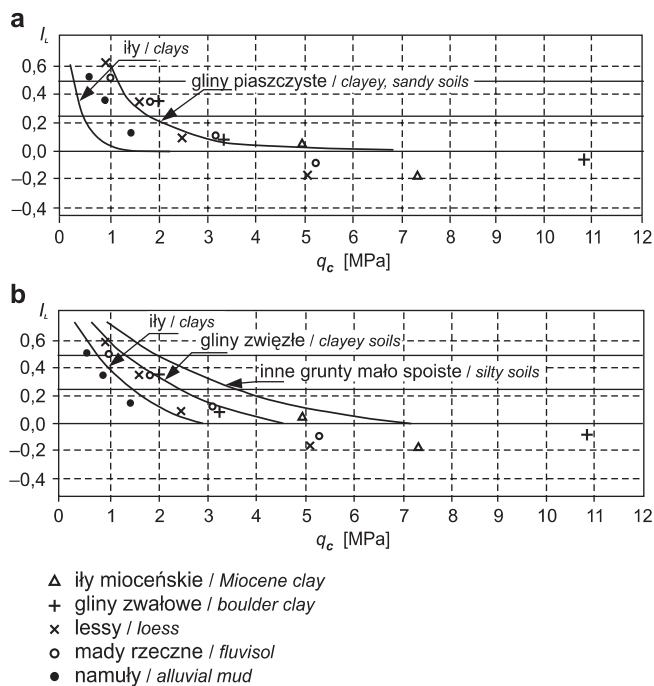 a
I_L
iły / clays
0,6
gliny piaszczyste / clayey, sandy soils
0,4
0,2
0,0
–0,2
–0,4
0 1 2 3 4 5 6 7 8 9 10 11 12
q_c [MPa]
b
I_L
iły / clays
0,6
gliny zwięzłe / clayey soils
0,4
inne grunty mało spoiste / silty soils
0,2
0,0
–0,2
–0,4
0 1 2 3 4 5 6 7 8 9 10 11 12
q_c [MPa]
iły mioceńskie / Miocene clay
gliny zwałowe / boulder clay
lessy / loess
mady rzeczne / fluvisol
namuły / alluvial mud